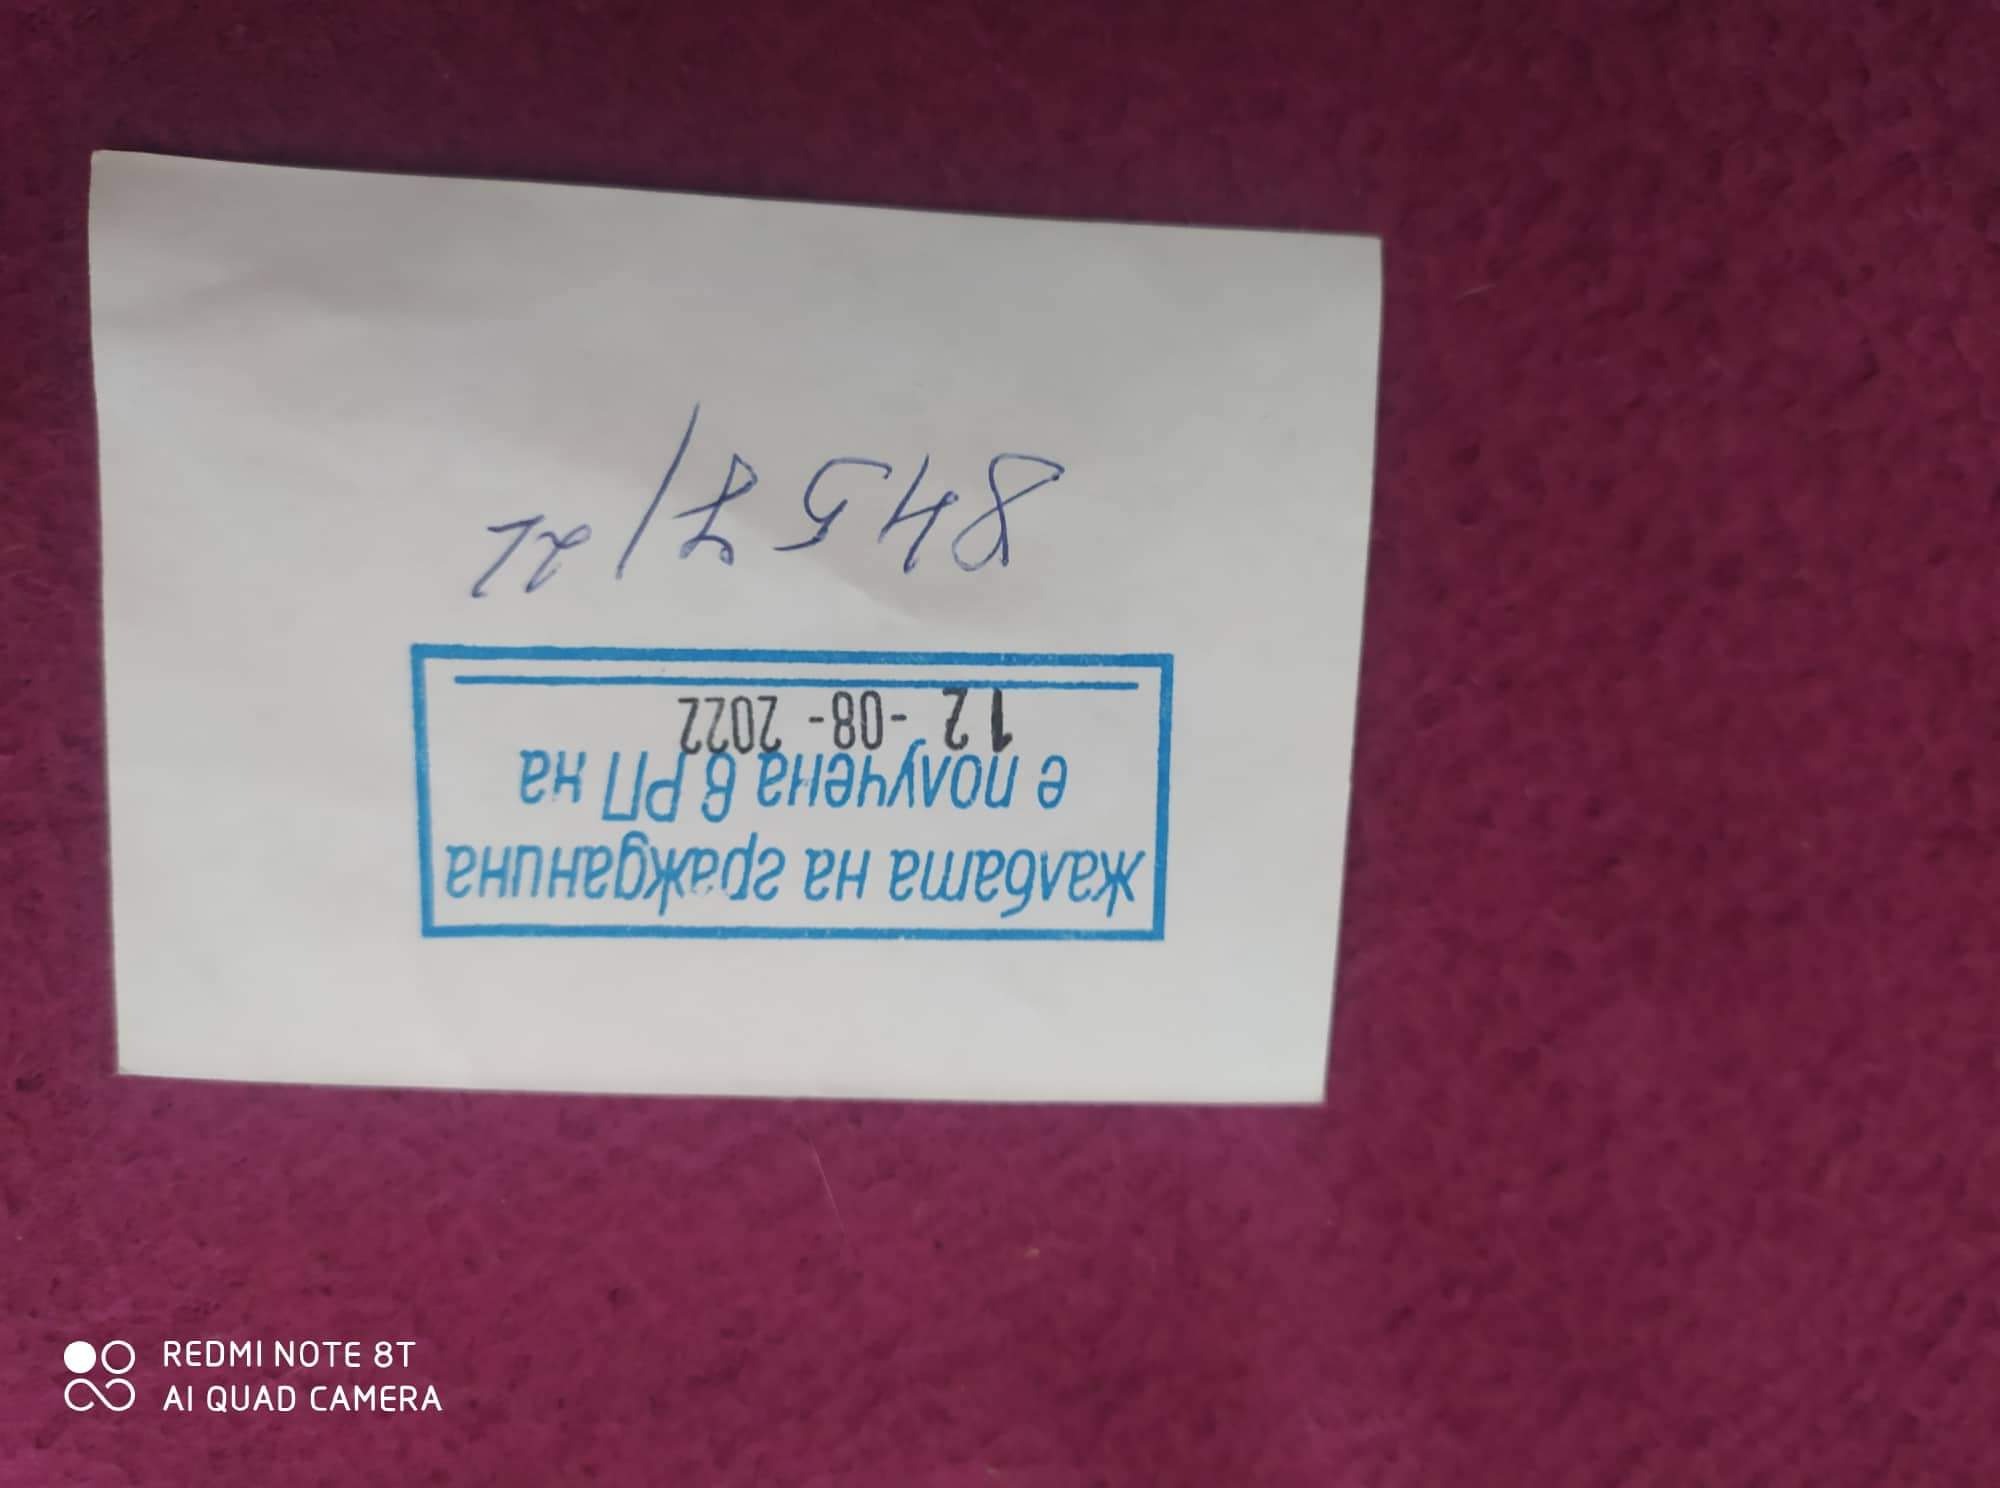 Жалбата на гражданина
е получена в РП на
12 -08- 2022
8457/22
REDMI NOTE 8T
AI QUAD CAMERA